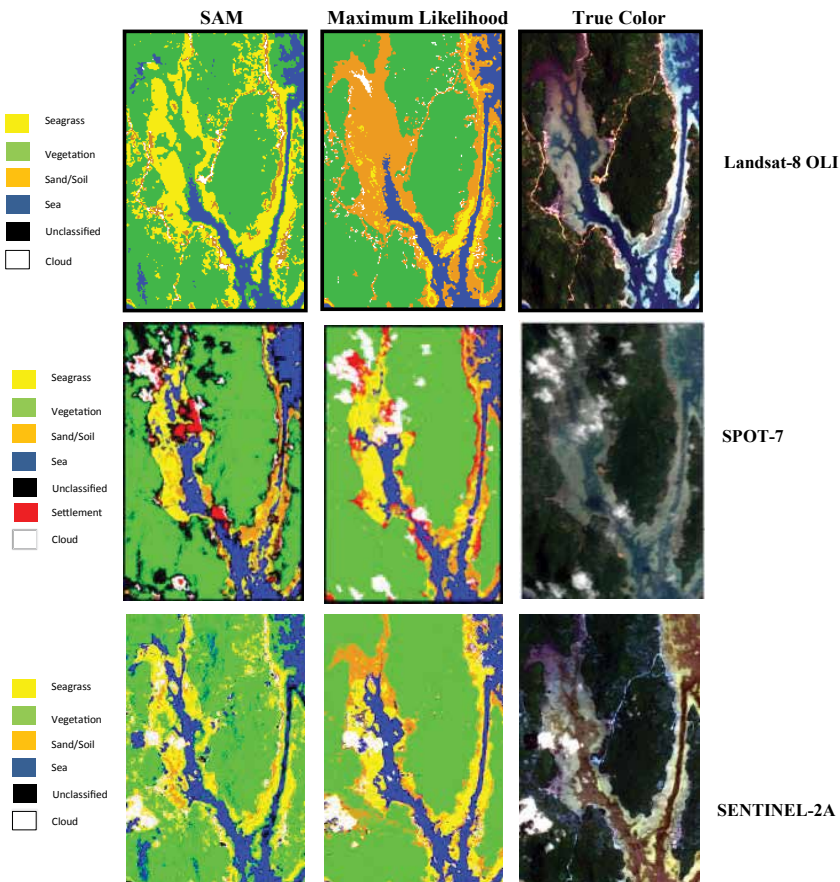 SAM Maximum Likelihood True Color
Seagrass
Vegetation
Sand/Soil
Sea
Unclassified
Cloud
Landsat-8 OLI
Seagrass
Vegetation
Sand/Soil
Sea
Unclassified
Settlement
Cloud
SPOT-7
Seagrass
Vegetation
Sand/Soil
Sea
Unclassified
Cloud
SENTINEL-2A